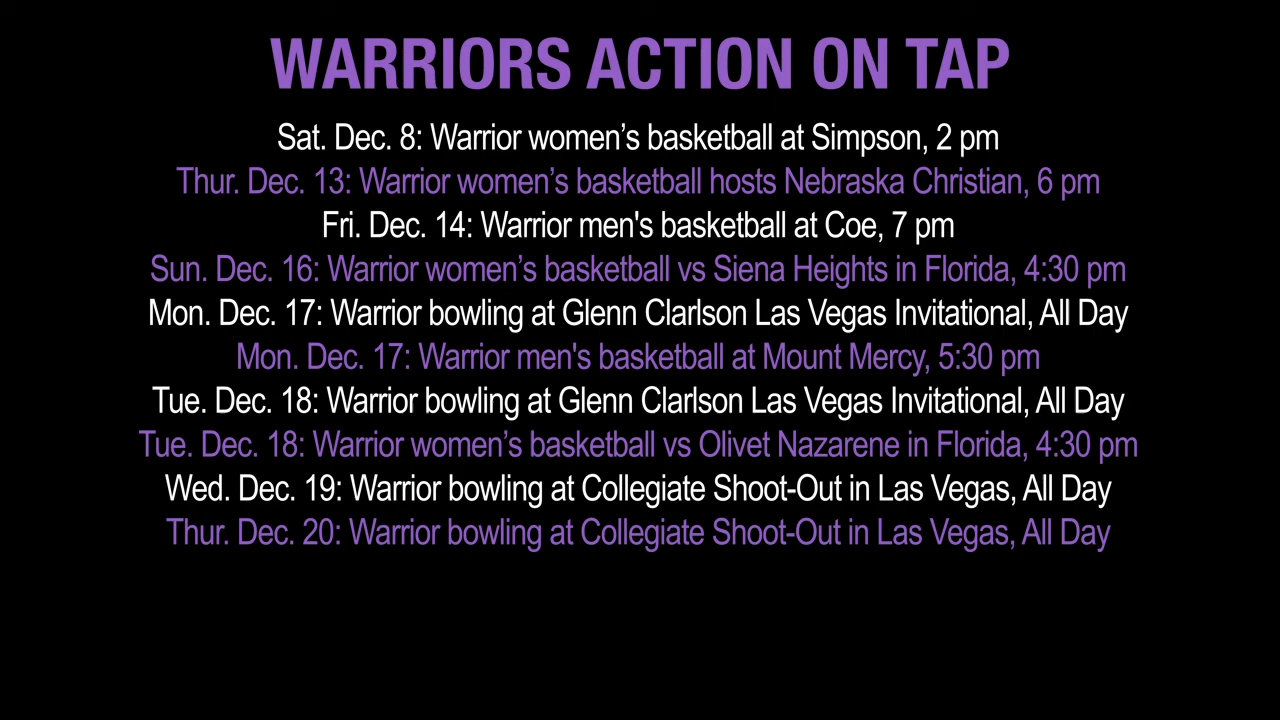 WARRIORS ACTION ON TAP
Sat. Dec. 8: Warrior women’s basketball at Simpson, 2 pm
Thur. Dec. 13: Warrior women’s basketball hosts Nebraska Christian, 6 pm
Fri. Dec. 14: Warrior men's basketball at Coe, 7 pm
Sun. Dec. 16: Warrior women’s basketball vs Siena Heights in Florida, 4:30 pm
Mon. Dec. 17: Warrior bowling at Glenn Clarlson Las Vegas Invitational, All Day
Mon. Dec. 17: Warrior men's basketball at Mount Mercy, 5:30 pm
Tue. Dec. 18: Warrior bowling at Glenn Clarlson Las Vegas Invitational, All Day
Tue. Dec. 18: Warrior women’s basketball vs Olivet Nazarene in Florida, 4:30 pm
Wed. Dec. 19: Warrior bowling at Collegiate Shoot-Out in Las Vegas, All Day
Thur. Dec. 20: Warrior bowling at Collegiate Shoot-Out in Las Vegas, All Day